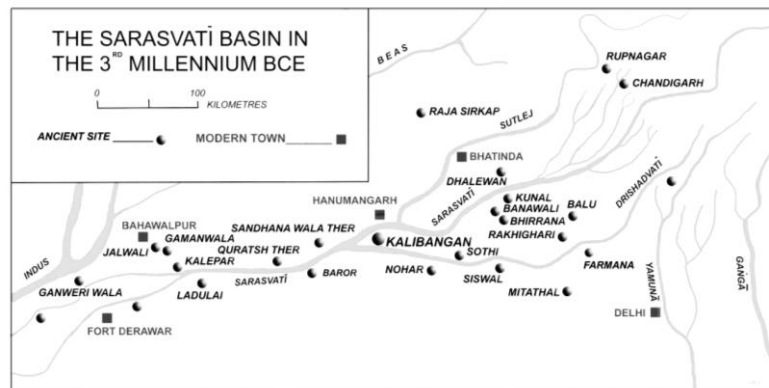 THE SARASVATĪ BASIN IN
THE 3RD MILLENNIUM BCE
0 100
KILOMETRES
ANCIENT SITE
MODERN TOWN
BEAS
RUPNAGAR
CHANDIGARH
RAJA SIRKAP
SUTLEJ
BHATINDA
DHALEWAN
DRISHADVATĪ
HANUMANGARH
SARASVATĪ
KUNAL
BANAWALI
BALU
BHIRRANA
BAHAWALPUR
SANDHANA WALA THER
RAKHIGHARI
GAMANWALA
KALIBANGAN
JALWALI
QURATSH THER
SOTHI
INDUS
KALEPAR
SARASVATĪ
BAROR
NOHAR
SISWAL
FARMANA
YAMUNĀ
GAṄGĀ
GANWERI WALA
LADULAI
MITATHAL
DELHI
FORT DERAWAR